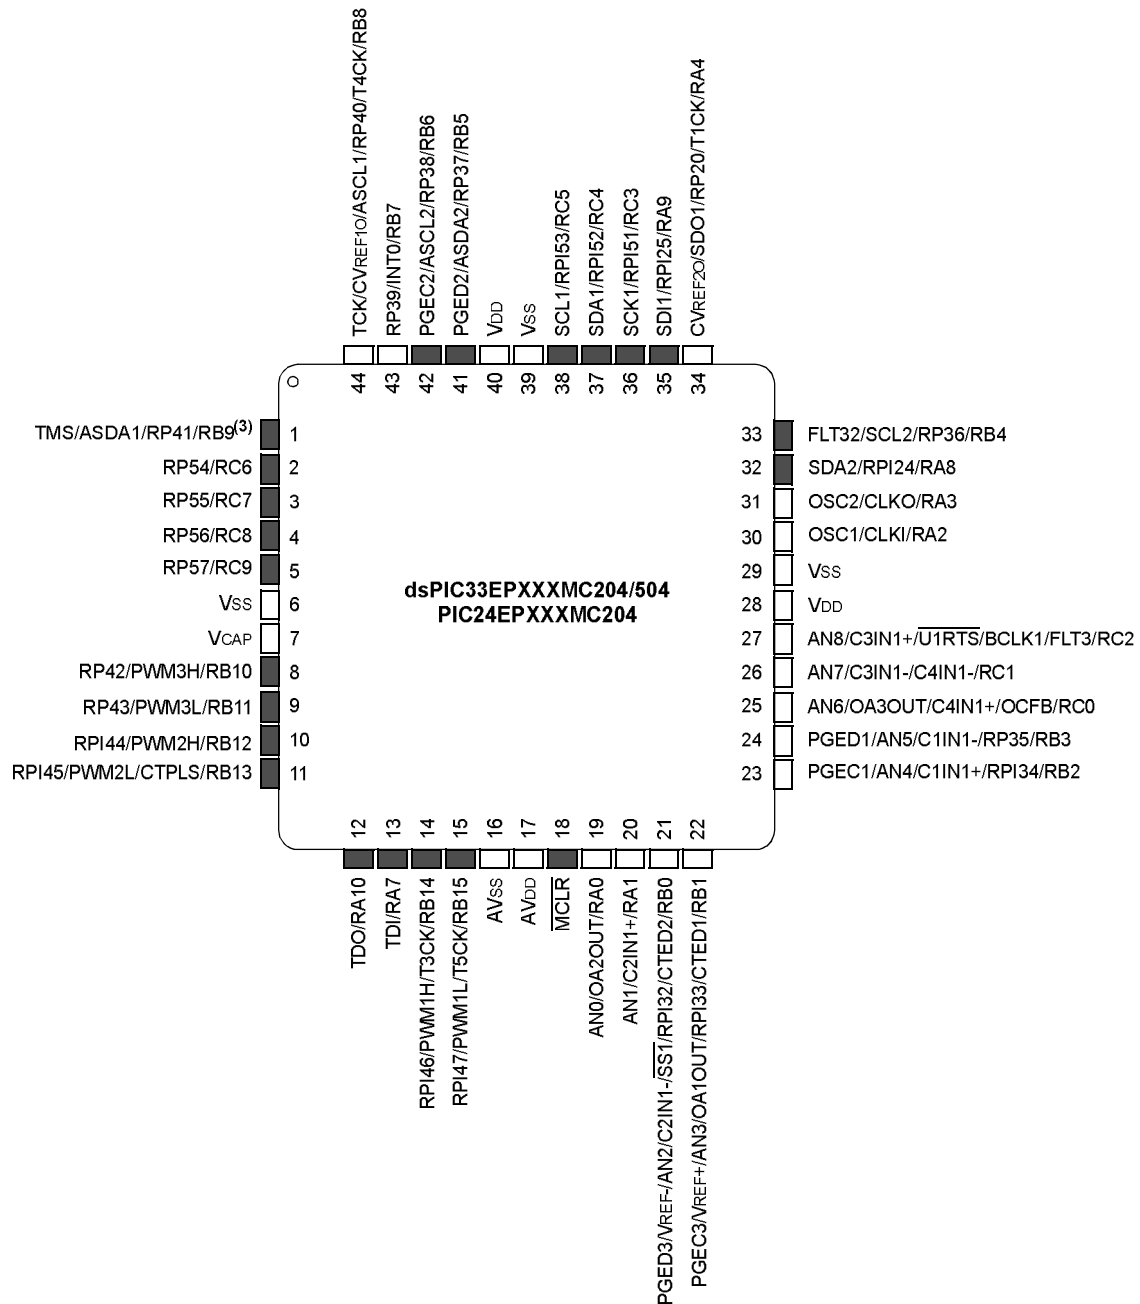 TCK/CVREF1O/ASCL1/RP40/T4CK/RB8
RP39/INT0/RB7
PGEC2/ASCL2/RP38/RB6
PGED2/ASDA2/RP37/RB5
VDD
VSS
SCL1/RPI53/RC5
SDA1/RPI52/RC4
SCK1/RPI51/RC3
SDI1/RPI25/RA9
CVREF2O/SDO1/RP20/T1CK/RA4
44
43
42
41
40
39
38
37
36
35
34
TMS/ASDA1/RP41/RB9(3) 1
RP54/RC6 2
RP55/RC7 3
RP56/RC8 4
RP57/RC9 5
VSS 6
VCAP 7
RP42/PWM3H/RB10 8
RP43/PWM3L/RB11 9
RPI44/PWM2H/RB12 10
RPI45/PWM2L/CTPLS/RB13 11
dsPIC33EPXXXMC204/504
PIC24EPXXXMC204
33 FLT32/SCL2/RP36/RB4
32 SDA2/RPI24/RA8
31 OSC2/CLKO/RA3
30 OSC1/CLKI/RA2
29 VSS
28 VDD
27 AN8/C3IN1+/U1RTS/BCLK1/FLT3/RC2
26 AN7/C3IN1-/C4IN1-/RC1
25 AN6/OA3OUT/C4IN1+/OCFB/RC0
24 PGED1/AN5/C1IN1-/RP35/RB3
23 PGEC1/AN4/C1IN1+/RPI34/RB2
12
13
14
15
16
17
18
19
20
21
22
TDO/RA10
TDI/RA7
RPI46/PWM1H/T3CK/RB14
RPI47/PWM1L/T5CK/RB15
AVSS
AVDD
MCLR
AN0/OA2OUT/RA0
AN1/C2IN1+/RA1
PGED3/VREF-/AN2/C2IN1-/SS1/RPI32/CTED2/RB0
PGEC3/VREF+/AN3/OA1OUT/RPI33/CTED1/RB1